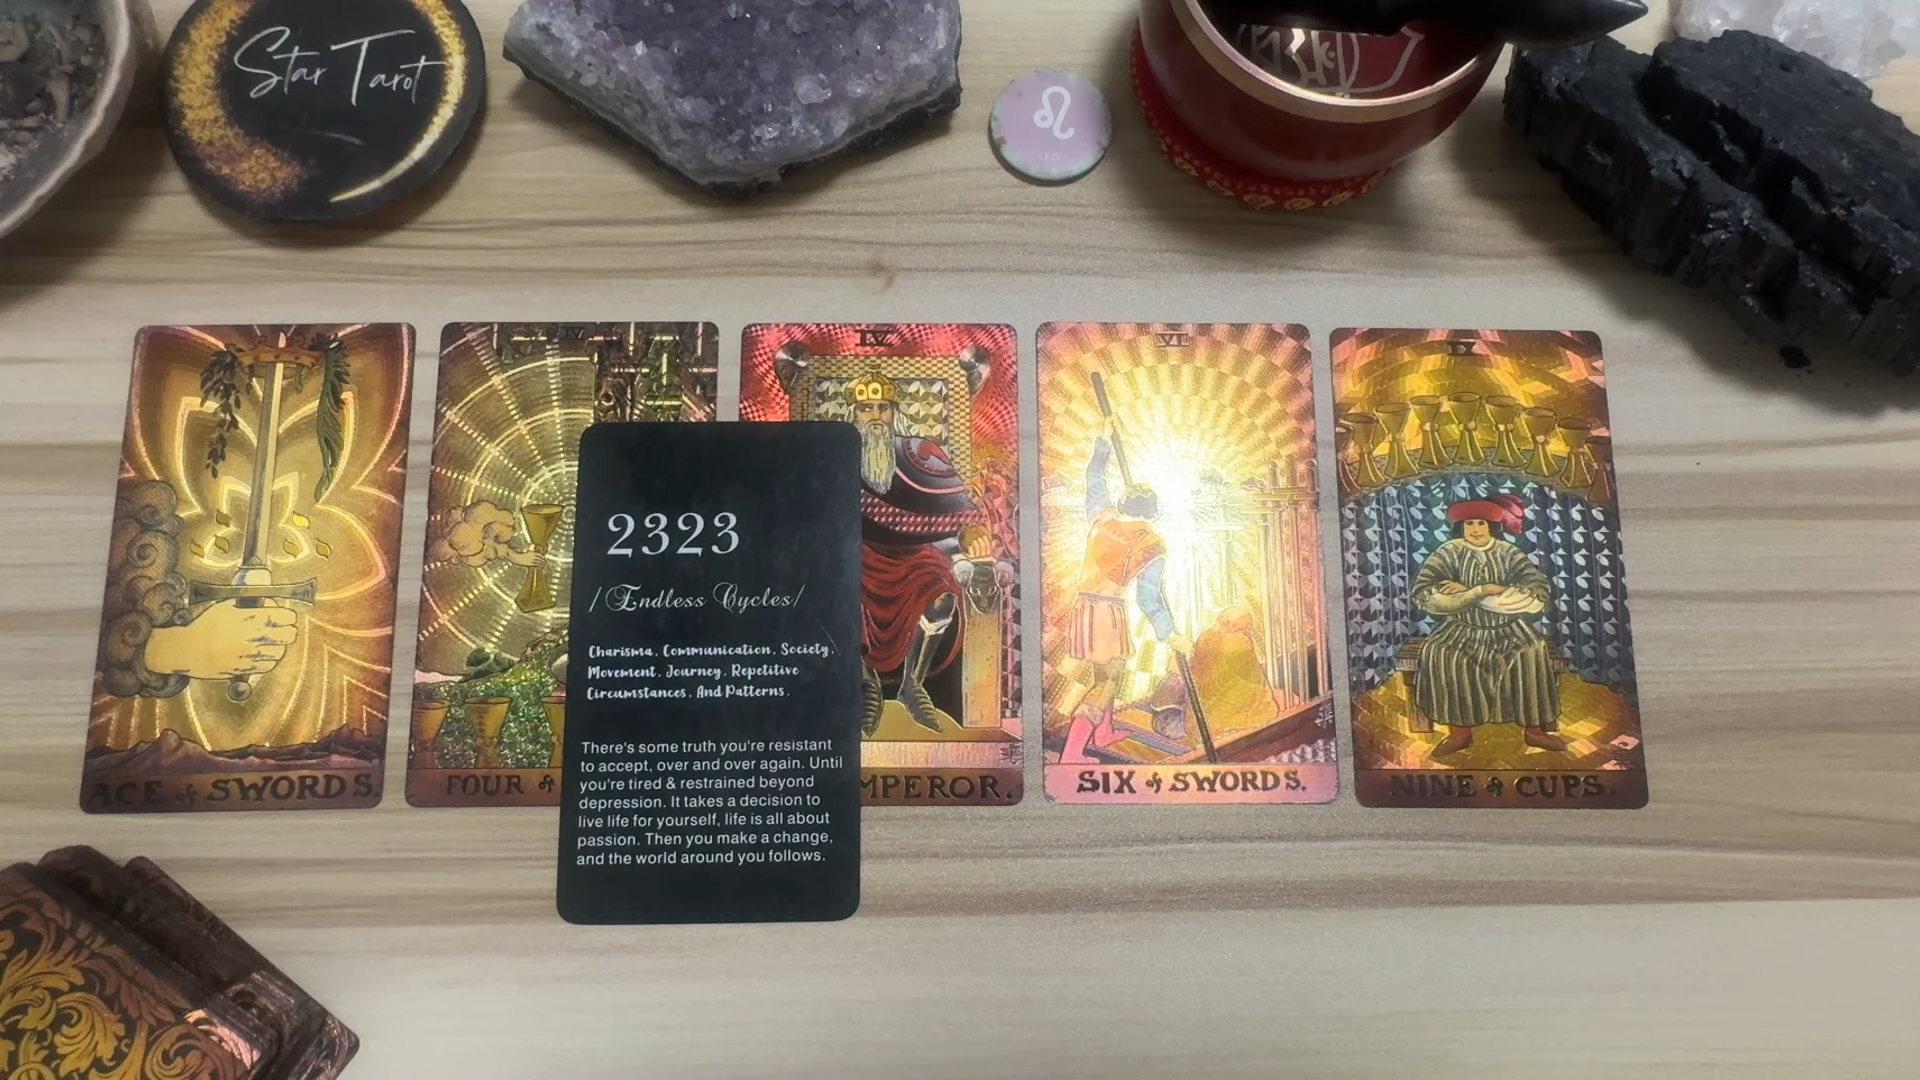 Star Tarot
LEO
IV
IV
VI
IX
2323
/Endless Cycles/
Charisma, Communication, Society,
Movement, Journey, Repetitive
Circumstances, And Patterns.
There's some truth you're resistant
to accept, over and over again. Until
you're tired & restrained beyond
depression. It takes a decision to
live life for yourself, life is all about
passion. Then you make a change,
and the world around you follows.
ACE of SWORDS.
FOUR of
MPEROR.
SIX of SWORDS.
NINE of CUPS.